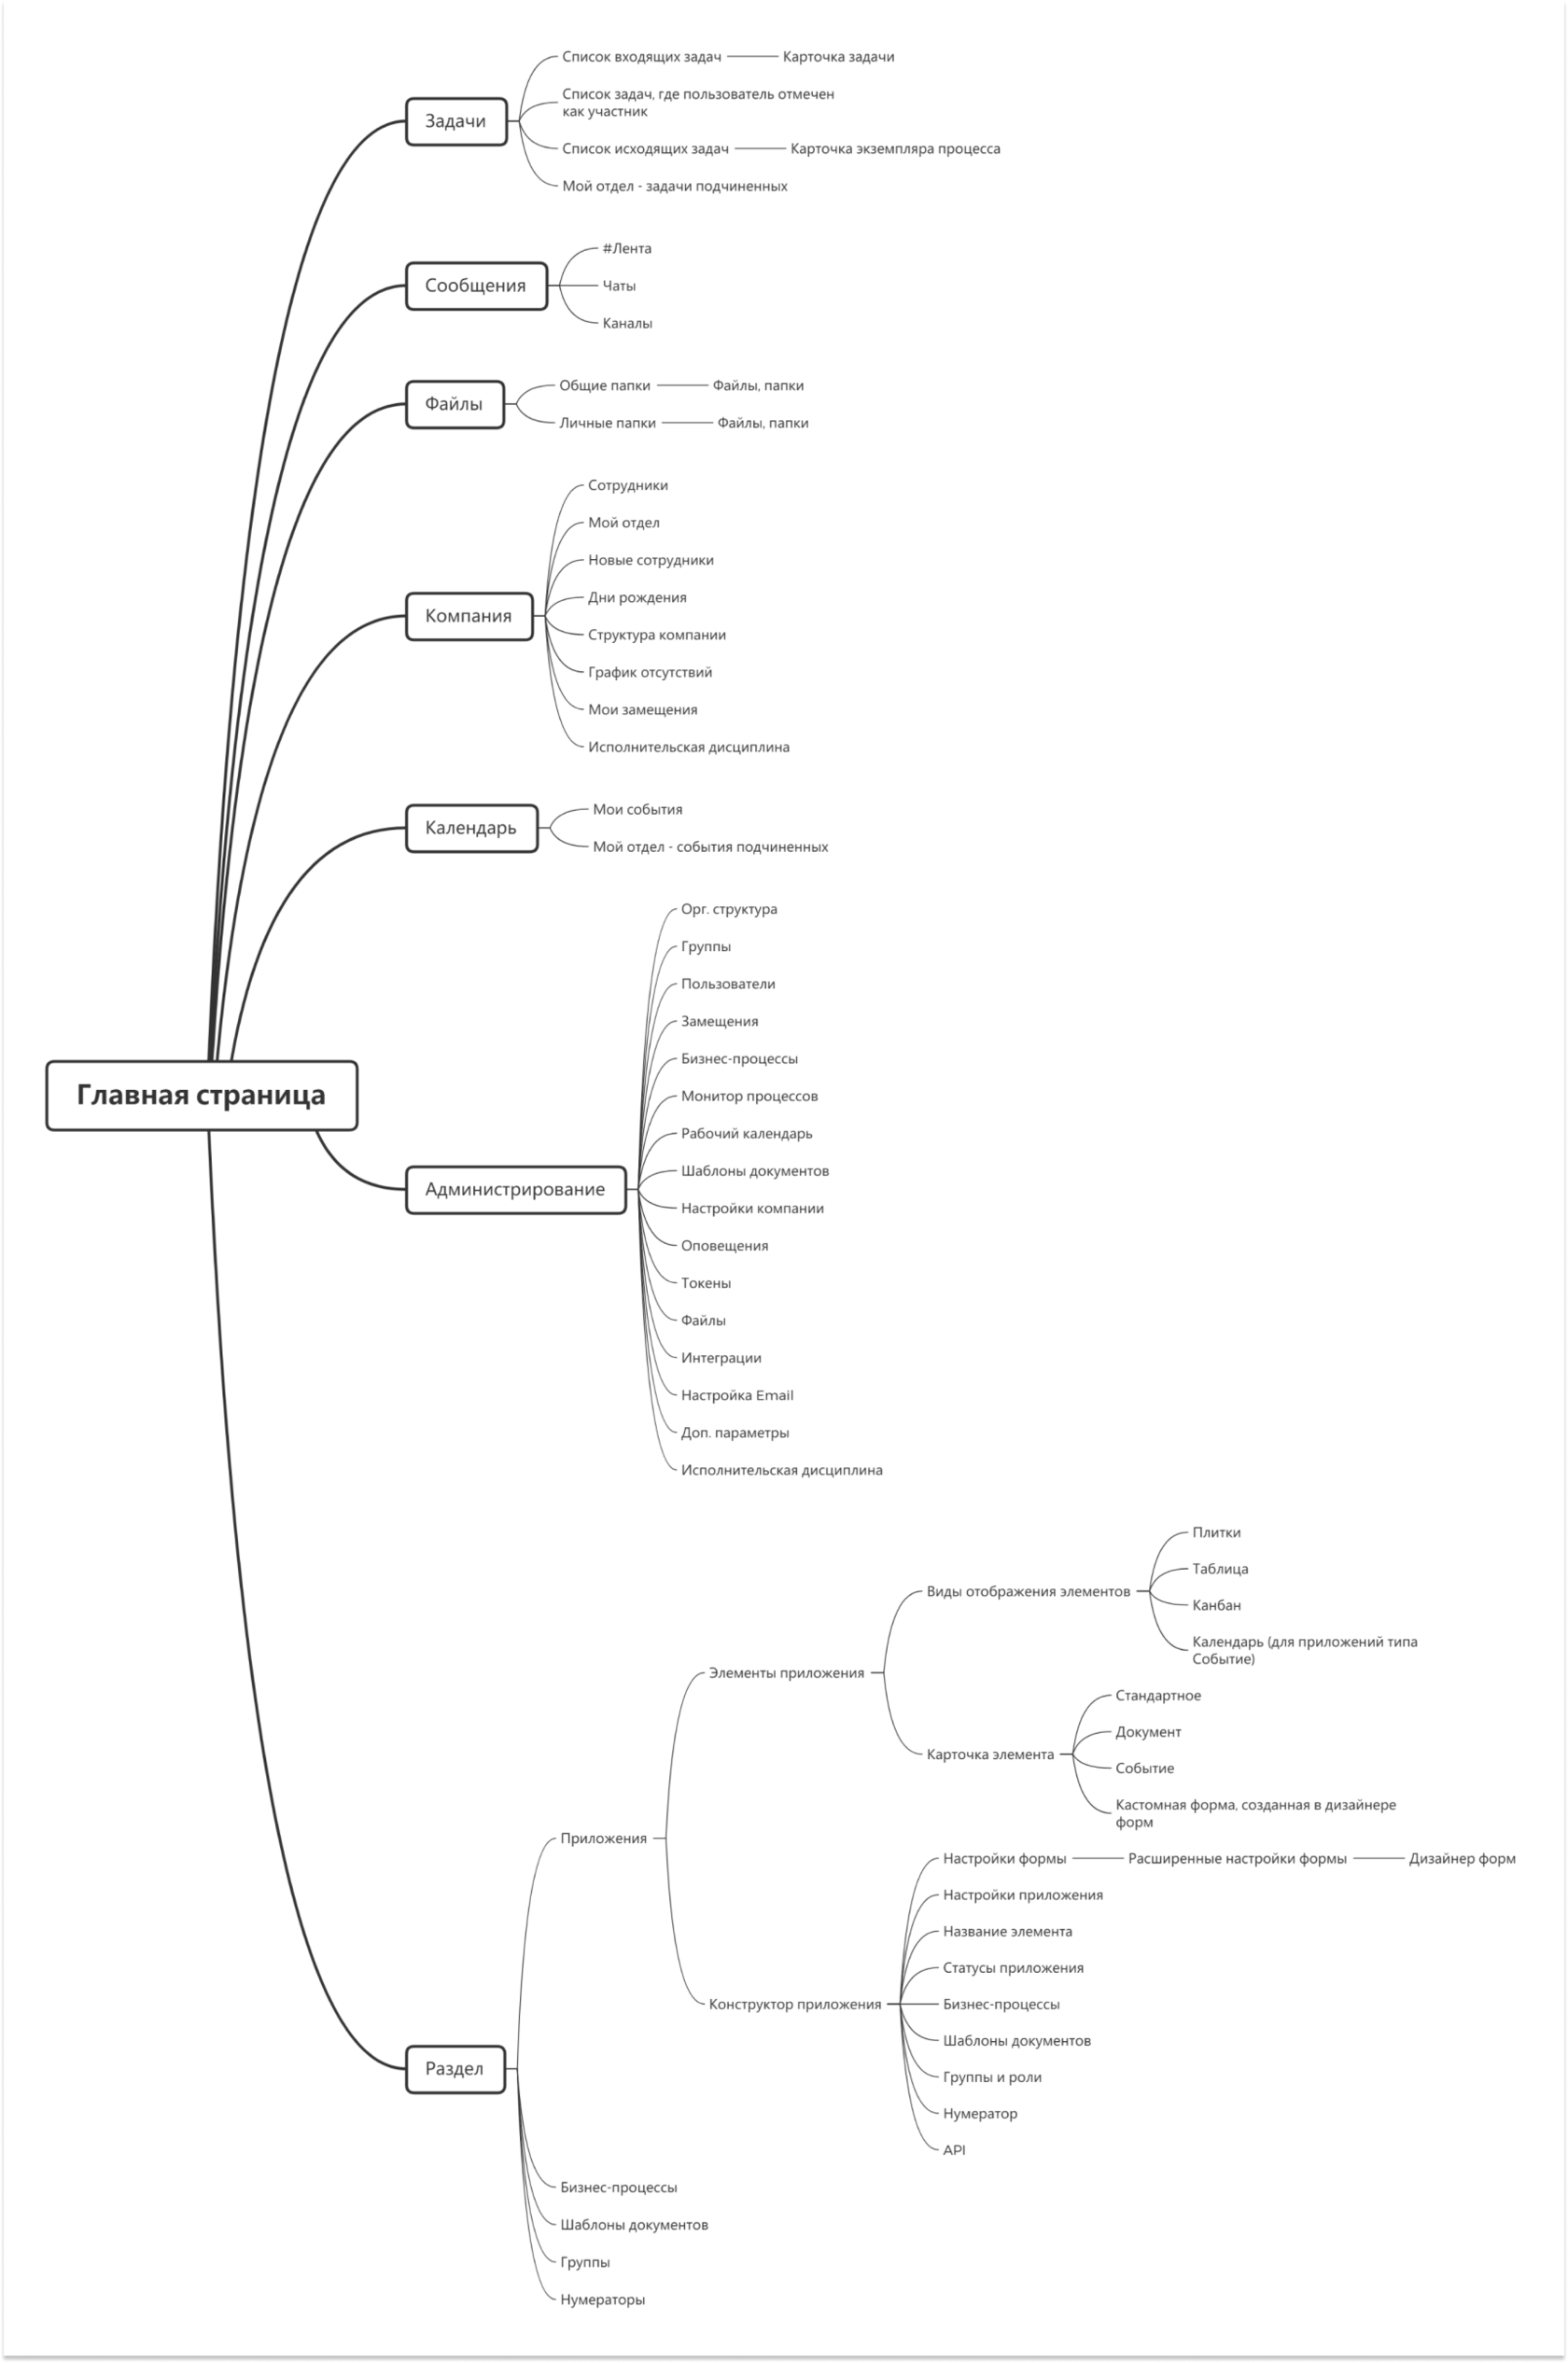 Список входящих задач
Карточка задачи
Список задач, где пользователь отмечен
как участник
Задачи
Список исходящих задач
Карточка экземпляра процесса
Мой отдел - задачи подчиненных
#Лента
Сообщения
Чаты
Каналы
Общие папки
Файлы, папки
Файлы
Личные папки
Файлы, папки
Сотрудники
Мой отдел
Новые сотрудники
Дни рождения
Компания
Структура компании
График отсутствий
Мои замещения
Исполнительская дисциплина
Мои события
Календарь
Мой отдел - события подчиненных
Орг. структура
Группы
Пользователи
Замещения
Бизнес-процессы
Главная страница
Монитор процессов
Рабочий календарь
Шаблоны документов
Администрирование
Настройки компании
Оповещения
Токены
Файлы
Интеграции
Настройка Email
Доп. параметры
Исполнительская дисциплина
Плитки
Таблица
Виды отображения элементов
Канбан
Календарь (для приложений типа
Событие)
Элементы приложения
Стандартное
Документ
Карточка элемента
Событие
Кастомная форма, созданная в дизайнере
форм
Приложения
Настройки формы
Расширенные настройки формы
Дизайнер форм
Настройки приложения
Название элемента
Статусы приложения
Конструктор приложения
Бизнес-процессы
Шаблоны документов
Раздел
Группы и роли
Нумератор
API
Бизнес-процессы
Шаблоны документов
Группы
Нумераторы